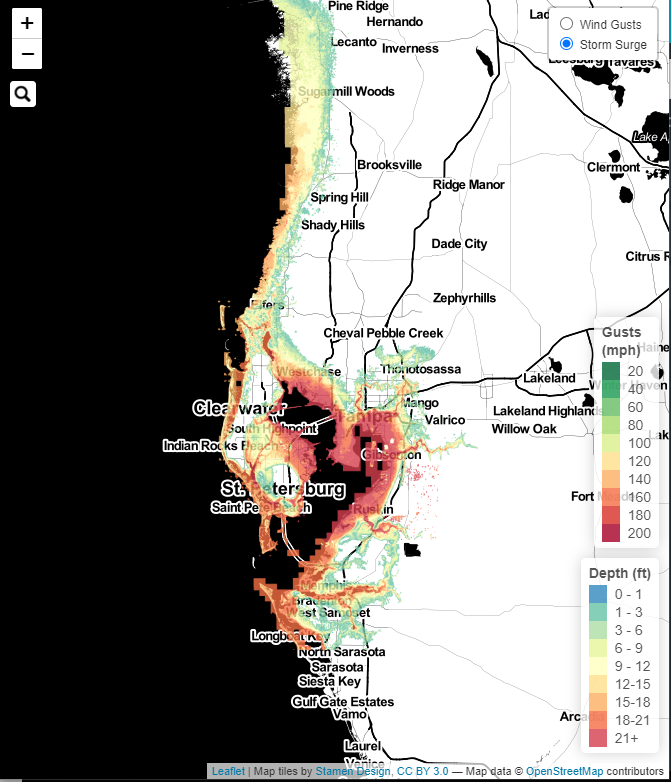 +
−
Pine Ridge
Hernando
Lecanto
Inverness
Wind Gusts
Storm Surge
Leesburg
Tavares
Sugarmill Woods
Lake A
Brooksville
Clermont
Ridge Manor
Spring Hill
Shady Hills
Dade City
Citrus R
Zephyrhills
Elfers
Cheval
Pebble Creek
Westchase
Thonotosassa
Lakeland
Winter Haven
Mango
Clearwater
Tampa
Lakeland Highlands
Valrico
South Highpoint
Willow Oak
Indian Rocks Beach
Gibsonton
St. Petersburg
Fort Meade
Saint Pete Beach
Ruskin
Memphis
Bradenton
West Samoset
Longboat Key
North Sarasota
Sarasota
Siesta Key
Gulf Gate Estates
Vamo
Arcadia
Laurel
Venice
Gusts
(mph)
20
40
60
80
100
120
140
160
180
200
Depth (ft)
0 - 1
1 - 3
3 - 6
6 - 9
9 - 12
12-15
15-18
18-21
21+
Leaflet | Map tiles by Stamen Design, CC BY 3.0 — Map data © OpenStreetMap contributors